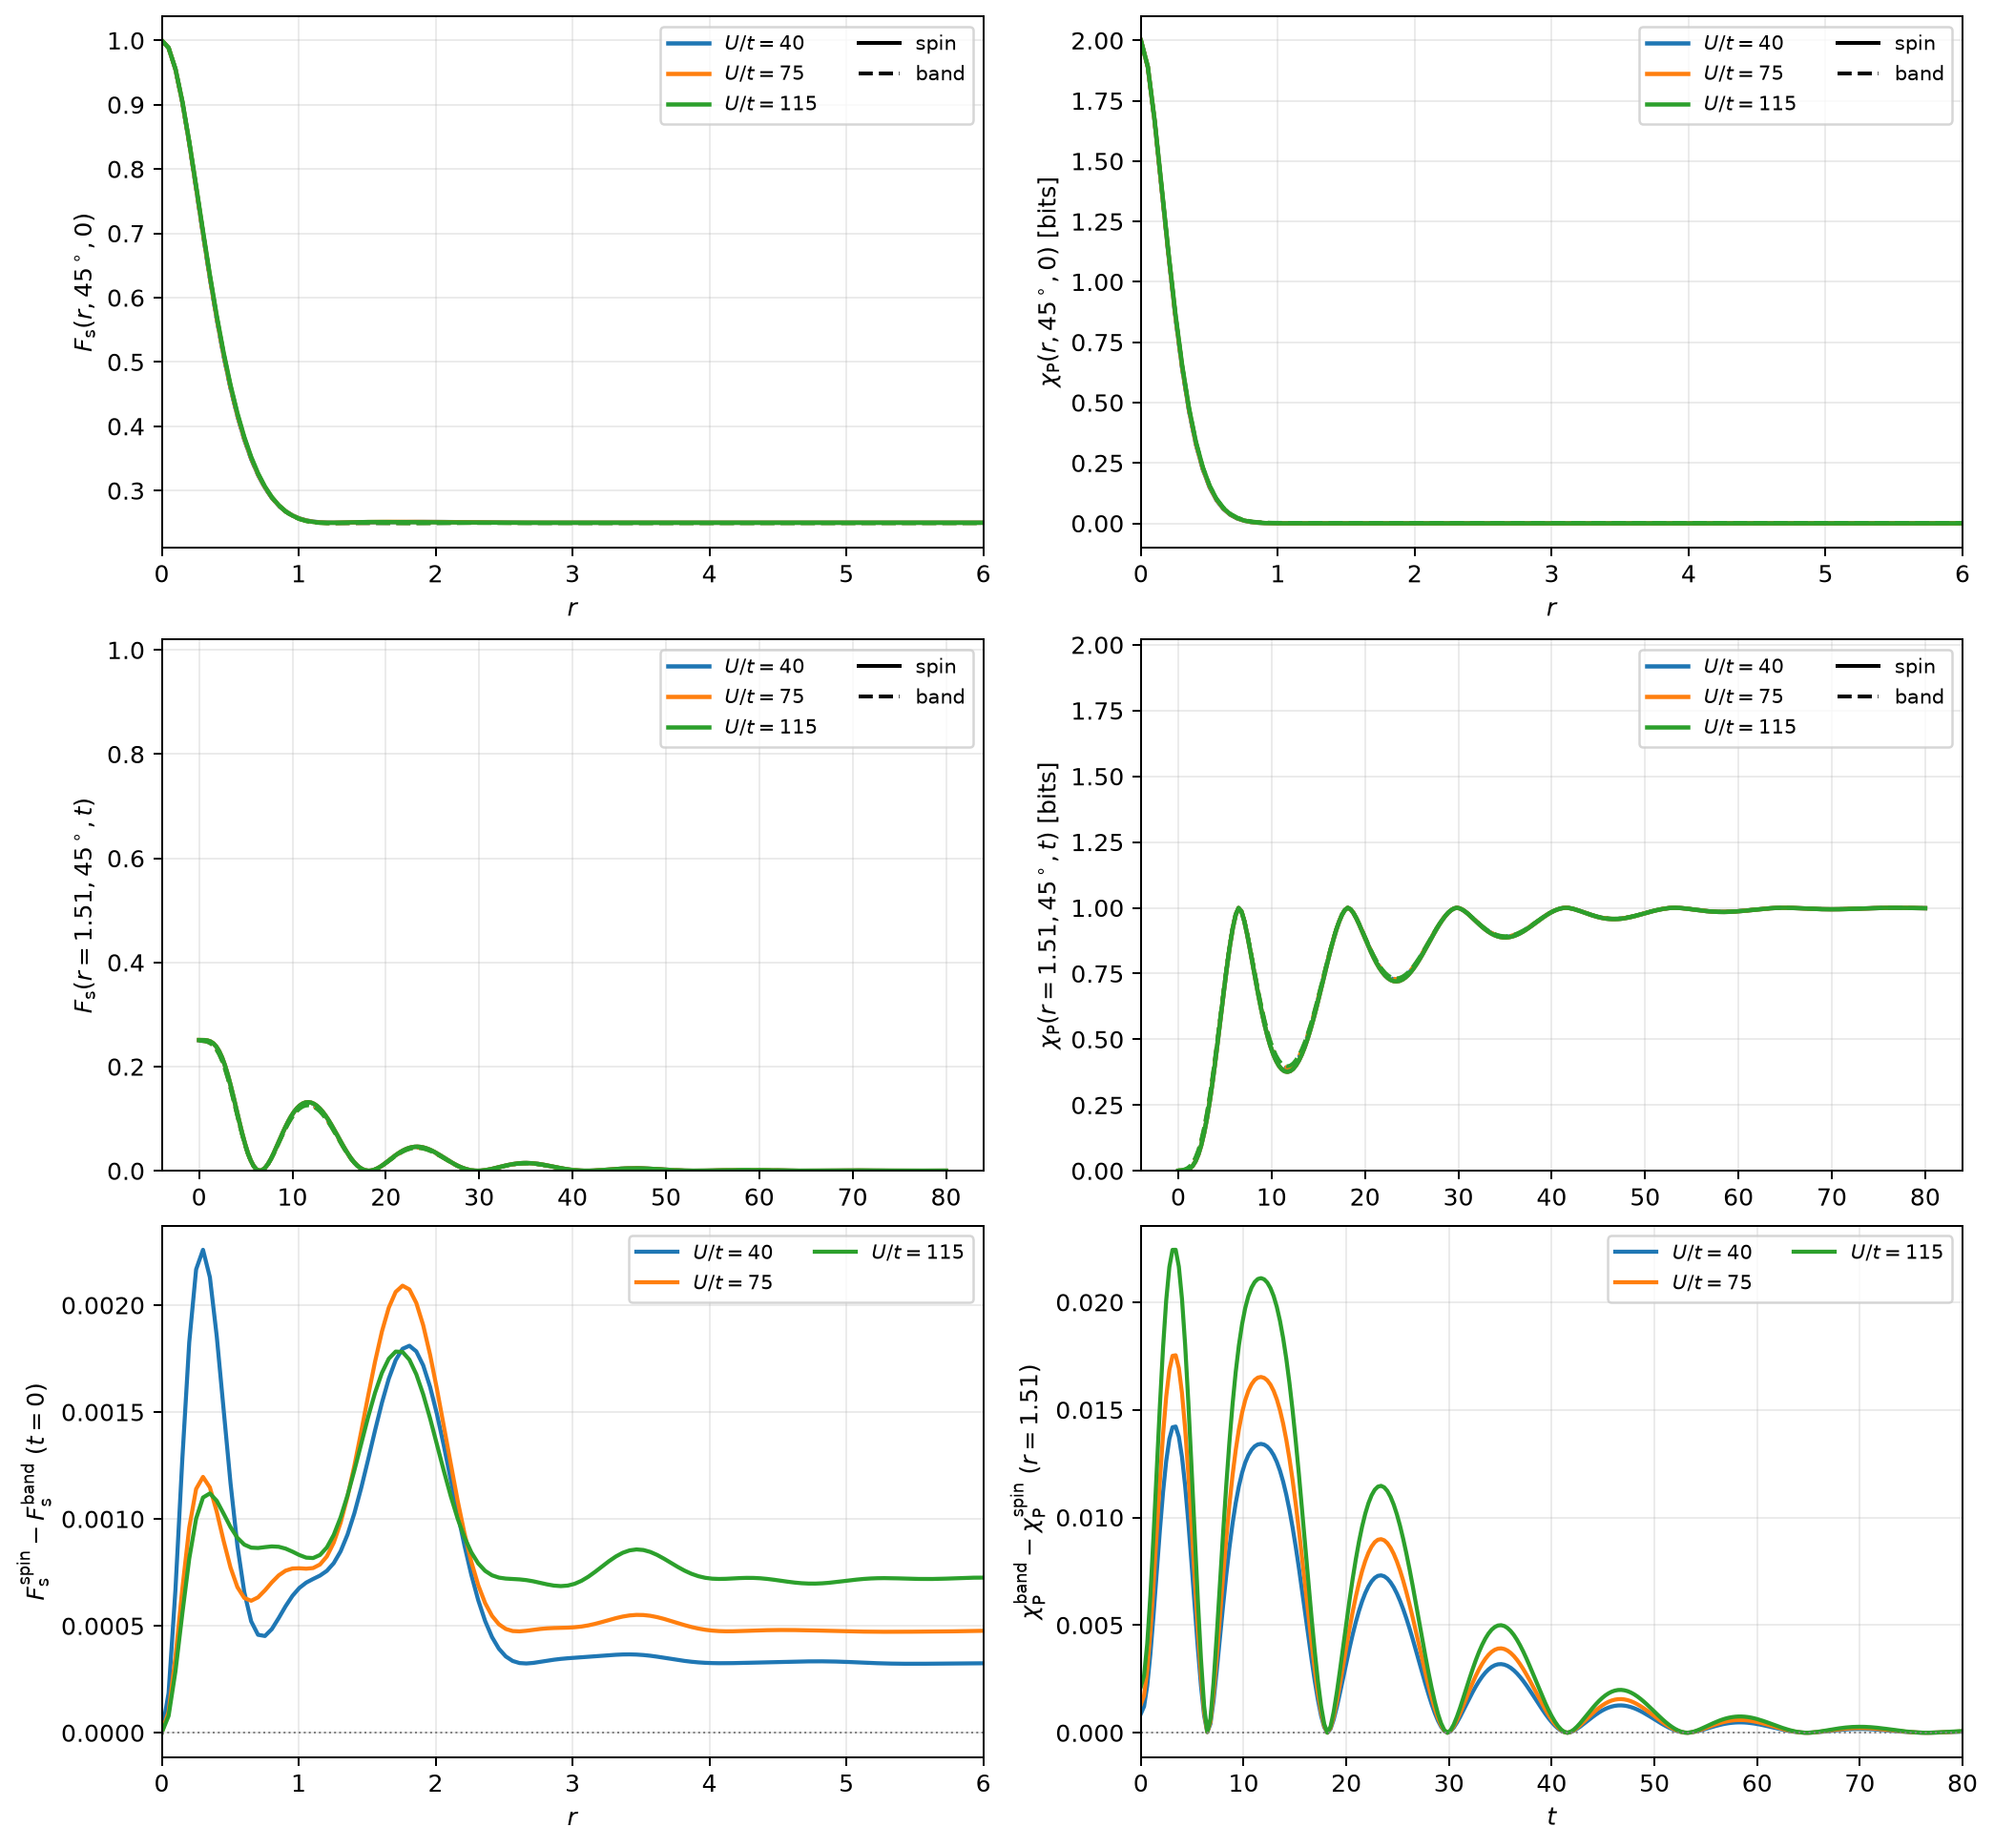 1.0
0.9
0.8
0.7
0.6
0.5
0.4
0.3
F_s(r, 45°, 0)
U/t = 40
U/t = 75
U/t = 115
spin
band
0 1 2 3 4 5 6
r
2.00
1.75
1.50
1.25
1.00
0.75
0.50
0.25
0.00
χ_P(r, 45°, 0) [bits]
U/t = 40
U/t = 75
U/t = 115
spin
band
0 1 2 3 4 5 6
r
1.0
0.8
0.6
0.4
0.2
0.0
F_s(r = 1.51, 45°, t)
U/t = 40
U/t = 75
U/t = 115
spin
band
0 10 20 30 40 50 60 70 80
2.00
1.75
1.50
1.25
1.00
0.75
0.50
0.25
0.00
χ_P(r = 1.51, 45°, t) [bits]
U/t = 40
U/t = 75
U/t = 115
spin
band
0 10 20 30 40 50 60 70 80
0.0020
0.0015
0.0010
0.0005
0.0000
F_s^spin − F_s^band (t = 0)
U/t = 40
U/t = 75
U/t = 115
0 1 2 3 4 5 6
r
0.020
0.015
0.010
0.005
0.000
χ_P^band − χ_P^spin (r = 1.51)
U/t = 40
U/t = 75
U/t = 115
0 10 20 30 40 50 60 70 80
t